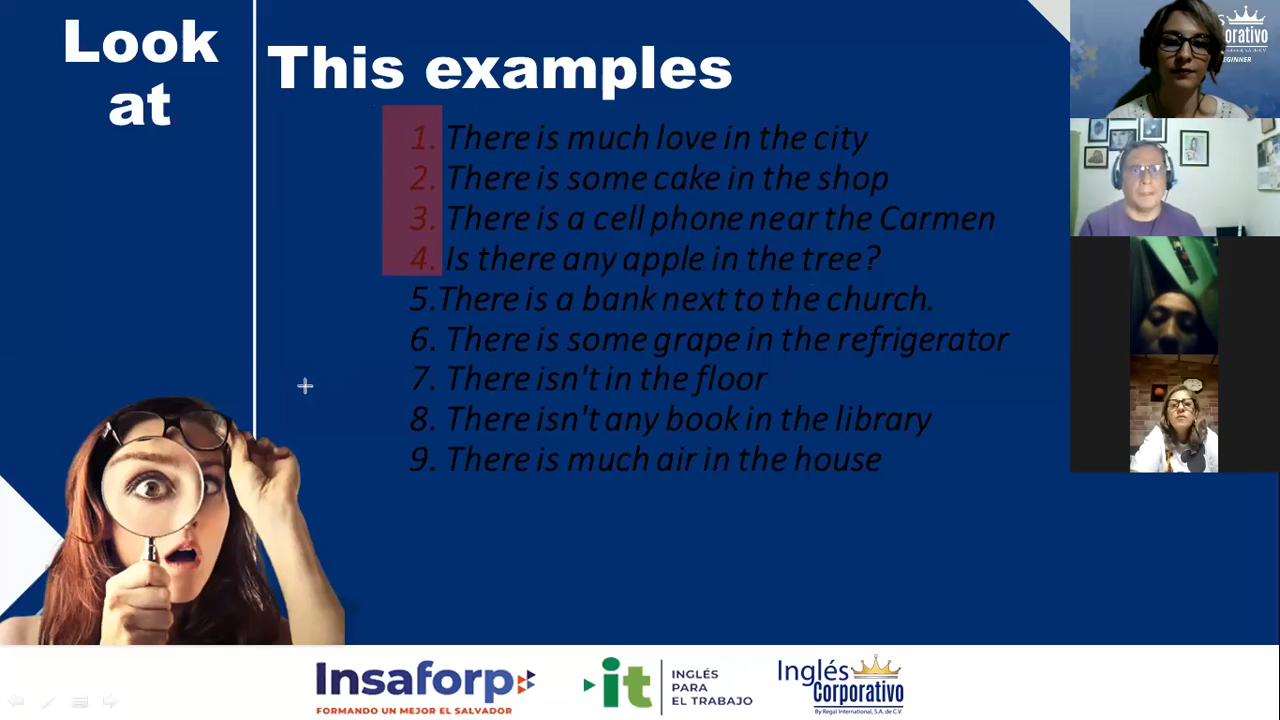 Look
at
This examples
1. There is much love in the city
2. There is some cake in the shop
3. There is a cell phone near the Carmen
4. Is there any apple in the tree?
5.There is a bank next to the church.
6. There is some grape in the refrigerator
7. There isn't in the floor
8. There isn't any book in the library
9. There is much air in the house
Insaforp
FORMANDO UN MEJOR EL SALVADOR
it
INGLÉS
PARA
EL TRABAJO
Inglés
Corporativo
By Regal International, S.A. de C.V.